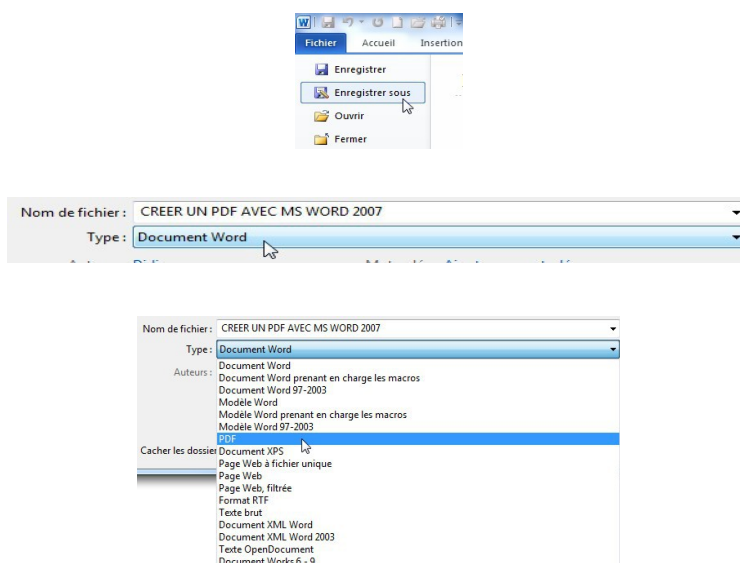 W
Fichier Accueil Insertion
Enregistrer
Enregistrer sous
Ouvrir
Fermer
Nom de fichier : CREER UN PDF AVEC MS WORD 2007
Type : Document Word
Nom de fichier : CREER UN PDF AVEC MS WORD 2007
Type : Document Word
Auteurs :
Document Word
Document Word prenant en charge les macros
Document Word 97-2003
Modèle Word
Modèle Word prenant en charge les macros
Modèle Word 97-2003
PDF
Cacher les dossier
Document XPS
Page Web à fichier unique
Page Web
Page Web, filtrée
Format RTF
Texte brut
Document XML Word
Document XML Word 2003
Texte OpenDocument
Document Works 6 - 9